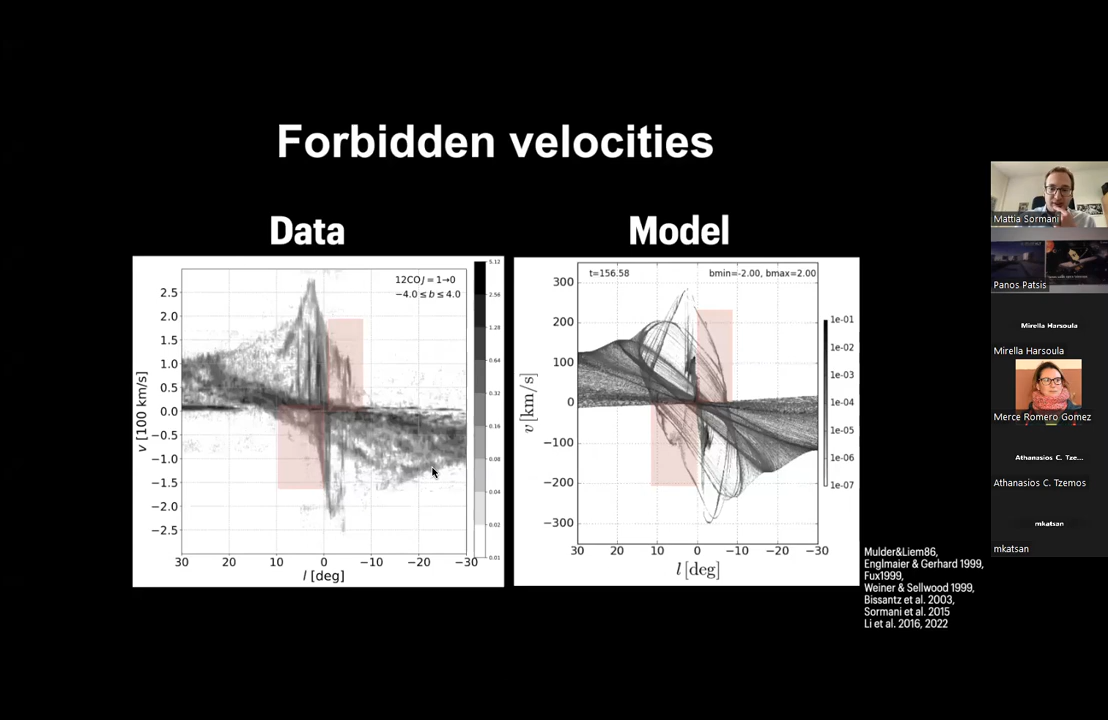 Forbidden velocities
Data
Model
12CO J = 1→0
−4.0 ≤ b ≤ 4.0
2.5
2.0
1.5
1.0
0.5
0.0
−0.5
−1.0
−1.5
−2.0
−2.5
v [100 km/s]
30 20 10 0 −10 −20 −30
l [deg]
5.12
2.56
1.28
0.64
0.32
0.16
0.08
0.04
0.02
0.01
t=156.58
bmin=-2.00, bmax=2.00
300
200
100
0
−100
−200
−300
v [km/s]
30 20 10 0 −10 −20 −30
l [deg]
1e-01
1e-02
1e-03
1e-04
1e-05
1e-06
1e-07
Mulder&Liem86,
Englmaier & Gerhard 1999,
Fux1999,
Weiner & Sellwood 1999,
Bissantz et al. 2003,
Sormani et al. 2015
Li et al. 2016, 2022
Mattia Sormani
Panos Patsis
Mirella Harsoula
Mirella Harsoula
Merce Romero Gomez
Athanasios C. Tze...
Athanasios C. Tzemos
mkatsan
mkatsan